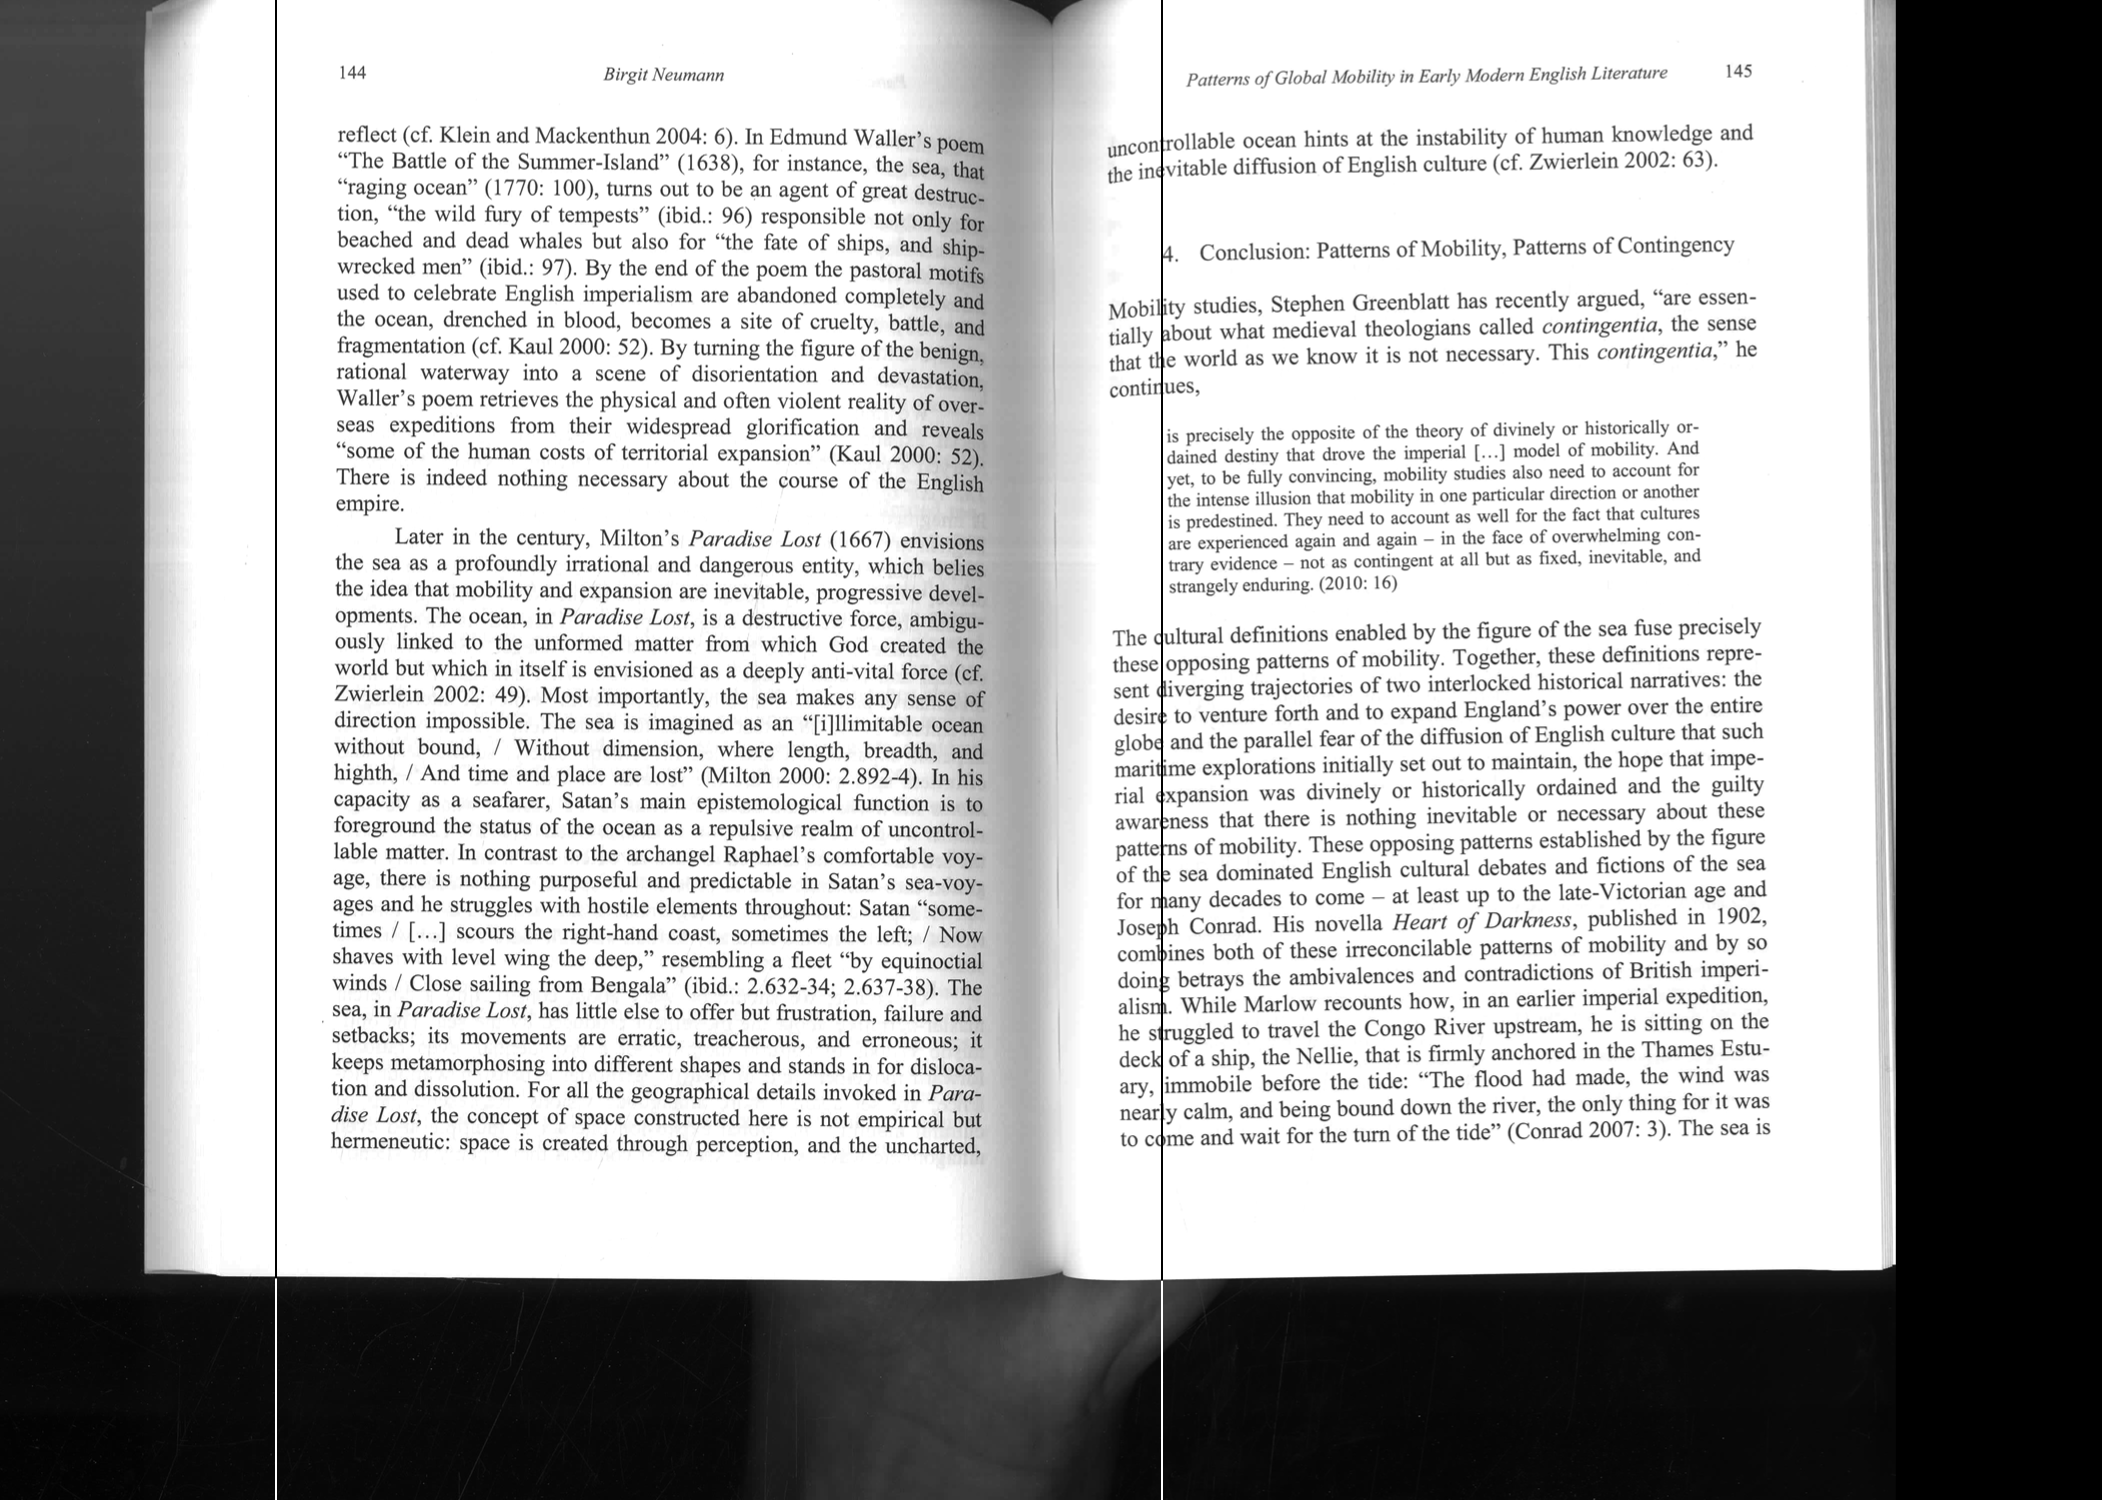 144
Birgit Neumann
reflect (cf. Klein and Mackenthun 2004: 6). In Edmund Waller's poem
“The Battle of the Summer-Island” (1638), for instance, the sea, that
“raging ocean” (1770: 100), turns out to be an agent of great destruc-
tion, “the wild fury of tempests” (ibid.: 96) responsible not only for
beached and dead whales but also for “the fate of ships, and ship-
wrecked men” (ibid.: 97). By the end of the poem the pastoral motifs
used to celebrate English imperialism are abandoned completely and
the ocean, drenched in blood, becomes a site of cruelty, battle, and
fragmentation (cf. Kaul 2000: 52). By turning the figure of the benign,
rational waterway into a scene of disorientation and devastation,
Waller's poem retrieves the physical and often violent reality of over-
seas expeditions from their widespread glorification and reveals
“some of the human costs of territorial expansion” (Kaul 2000: 52).
There is indeed nothing necessary about the course of the English
empire.
Later in the century, Milton's Paradise Lost (1667) envisions
the sea as a profoundly irrational and dangerous entity, which belies
the idea that mobility and expansion are inevitable, progressive devel-
opments. The ocean, in Paradise Lost, is a destructive force, ambigu-
ously linked to the unformed matter from which God created the
world but which in itself is envisioned as a deeply anti-vital force (cf.
Zwierlein 2002: 49). Most importantly, the sea makes any sense of
direction impossible. The sea is imagined as an “[i]llimitable ocean
without bound, / Without dimension, where length, breadth, and
highth, / And time and place are lost” (Milton 2000: 2.892-4). In his
capacity as a seafarer, Satan's main epistemological function is to
foreground the status of the ocean as a repulsive realm of uncontrol-
lable matter. In contrast to the archangel Raphael's comfortable voy-
age, there is nothing purposeful and predictable in Satan's sea-voy-
ages and he struggles with hostile elements throughout: Satan “some-
times / [...] scours the right-hand coast, sometimes the left; / Now
shaves with level wing the deep,” resembling a fleet “by equinoctial
winds / Close sailing from Bengala” (ibid.: 2.632-34; 2.637-38). The
sea, in Paradise Lost, has little else to offer but frustration, failure and
setbacks; its movements are erratic, treacherous, and erroneous; it
keeps metamorphosing into different shapes and stands in for disloca-
tion and dissolution. For all the geographical details invoked in Para-
dise Lost, the concept of space constructed here is not empirical but
hermeneutic: space is created through perception, and the uncharted,
Patterns of Global Mobility in Early Modern English Literature
145
uncontrollable ocean hints at the instability of human knowledge and
the inevitable diffusion of English culture (cf. Zwierlein 2002: 63).
4. Conclusion: Patterns of Mobility, Patterns of Contingency
Mobility studies, Stephen Greenblatt has recently argued, “are essen-
tially about what medieval theologians called contingentia, the sense
that the world as we know it is not necessary. This contingentia,” he
continues,
is precisely the opposite of the theory of divinely or historically or-
dained destiny that drove the imperial [...] model of mobility. And
yet, to be fully convincing, mobility studies also need to account for
the intense illusion that mobility in one particular direction or another
is predestined. They need to account as well for the fact that cultures
are experienced again and again – in the face of overwhelming con-
trary evidence – not as contingent at all but as fixed, inevitable, and
strangely enduring. (2010: 16)
The cultural definitions enabled by the figure of the sea fuse precisely
these opposing patterns of mobility. Together, these definitions repre-
sent diverging trajectories of two interlocked historical narratives: the
desire to venture forth and to expand England's power over the entire
globe and the parallel fear of the diffusion of English culture that such
maritime explorations initially set out to maintain, the hope that impe-
rial expansion was divinely or historically ordained and the guilty
awareness that there is nothing inevitable or necessary about these
patterns of mobility. These opposing patterns established by the figure
of the sea dominated English cultural debates and fictions of the sea
for many decades to come – at least up to the late-Victorian age and
Joseph Conrad. His novella Heart of Darkness, published in 1902,
combines both of these irreconcilable patterns of mobility and by so
doing betrays the ambivalences and contradictions of British imperi-
alism. While Marlow recounts how, in an earlier imperial expedition,
he struggled to travel the Congo River upstream, he is sitting on the
deck of a ship, the Nellie, that is firmly anchored in the Thames Estu-
ary, immobile before the tide: “The flood had made, the wind was
nearly calm, and being bound down the river, the only thing for it was
to come and wait for the turn of the tide” (Conrad 2007: 3). The sea is